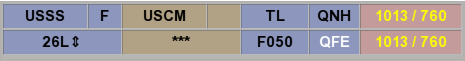 USSS F USCM TL QNH 1013 / 760
26L⇕ *** F050 QFE 1013 / 760